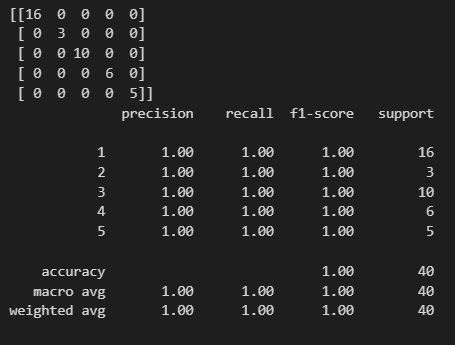 [[16 0 0 0 0]
[ 0 3 0 0 0]
[ 0 0 10 0 0]
[ 0 0 0 6 0]
[ 0 0 0 0 5]]
precision recall f1-score support
1 1.00 1.00 1.00 16
2 1.00 1.00 1.00 3
3 1.00 1.00 1.00 10
4 1.00 1.00 1.00 6
5 1.00 1.00 1.00 5
accuracy 1.00 40
macro avg 1.00 1.00 1.00 40
weighted avg 1.00 1.00 1.00 40